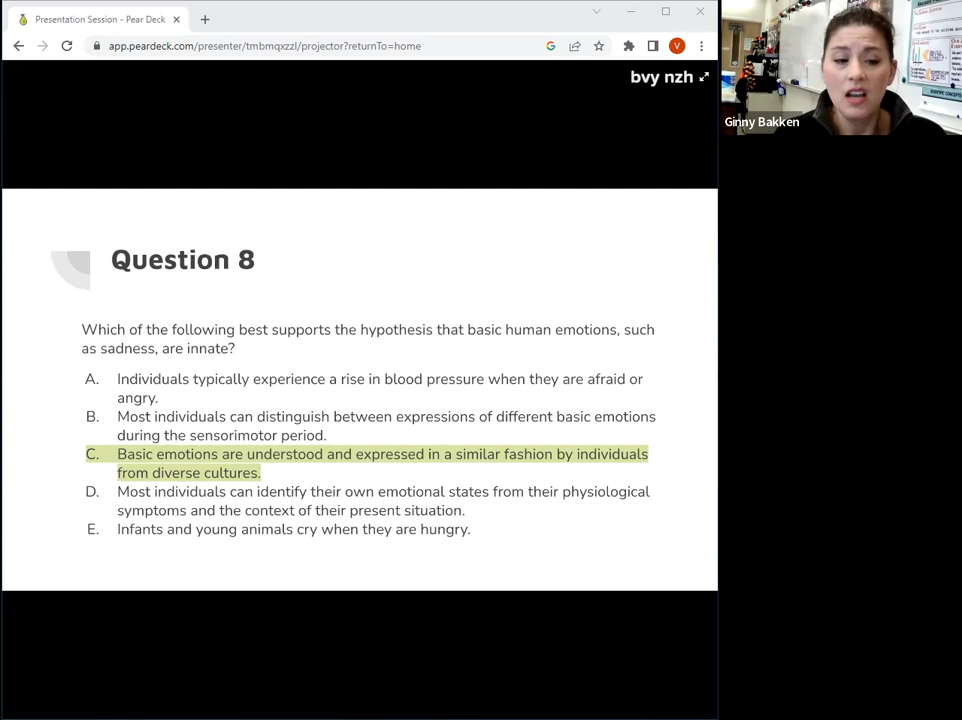 Presentation Session - Pear Deck
app.peardeck.com/presenter/tmbmqxzzl/projector?returnTo=home
V
bvy nzh
Ginny Bakken
Question 8
Which of the following best supports the hypothesis that basic human emotions, such
as sadness, are innate?
A. Individuals typically experience a rise in blood pressure when they are afraid or
angry.
B. Most individuals can distinguish between expressions of different basic emotions
during the sensorimotor period.
C. Basic emotions are understood and expressed in a similar fashion by individuals
from diverse cultures.
D. Most individuals can identify their own emotional states from their physiological
symptoms and the context of their present situation.
E. Infants and young animals cry when they are hungry.